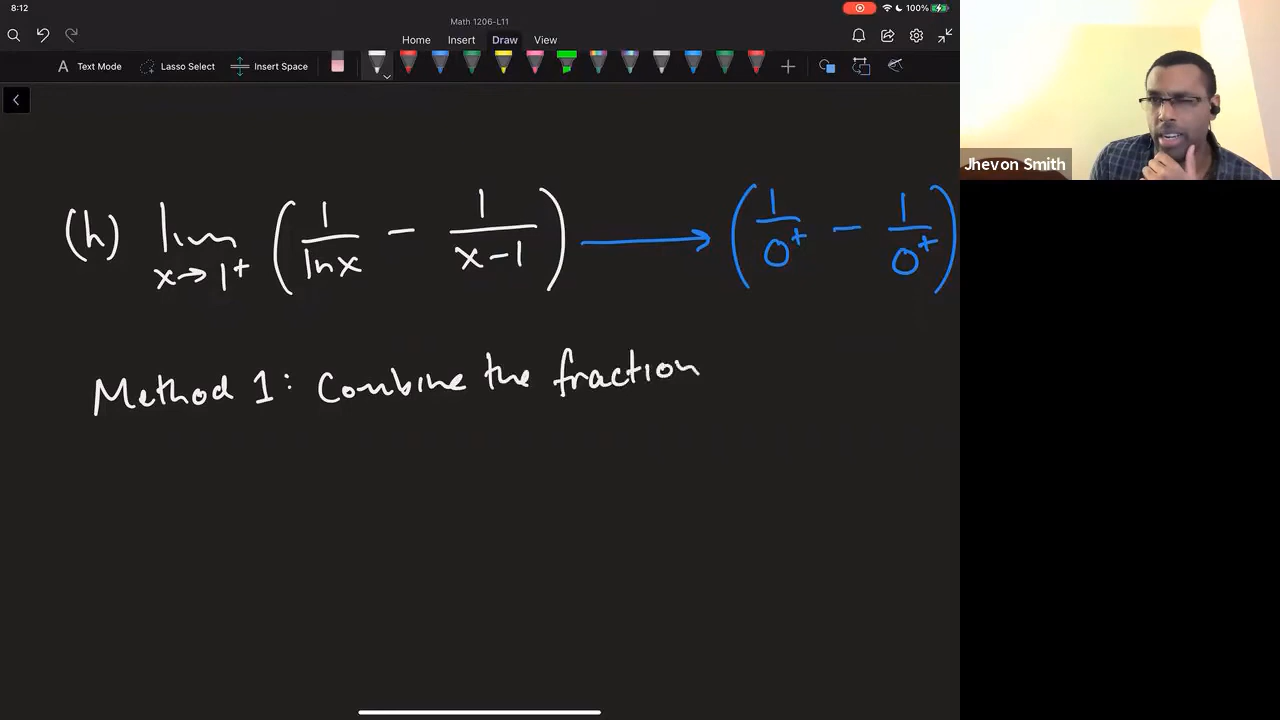 8:12
100%
Math 1206-L11
Home Insert Draw View
Text Mode Lasso Select Insert Space
Jhevon Smith
(h) lim x→1⁺ (1/ln x − 1/(x−1)) ⟶ (1/0⁺ − 1/0⁺)
Method 1: Combine the fraction